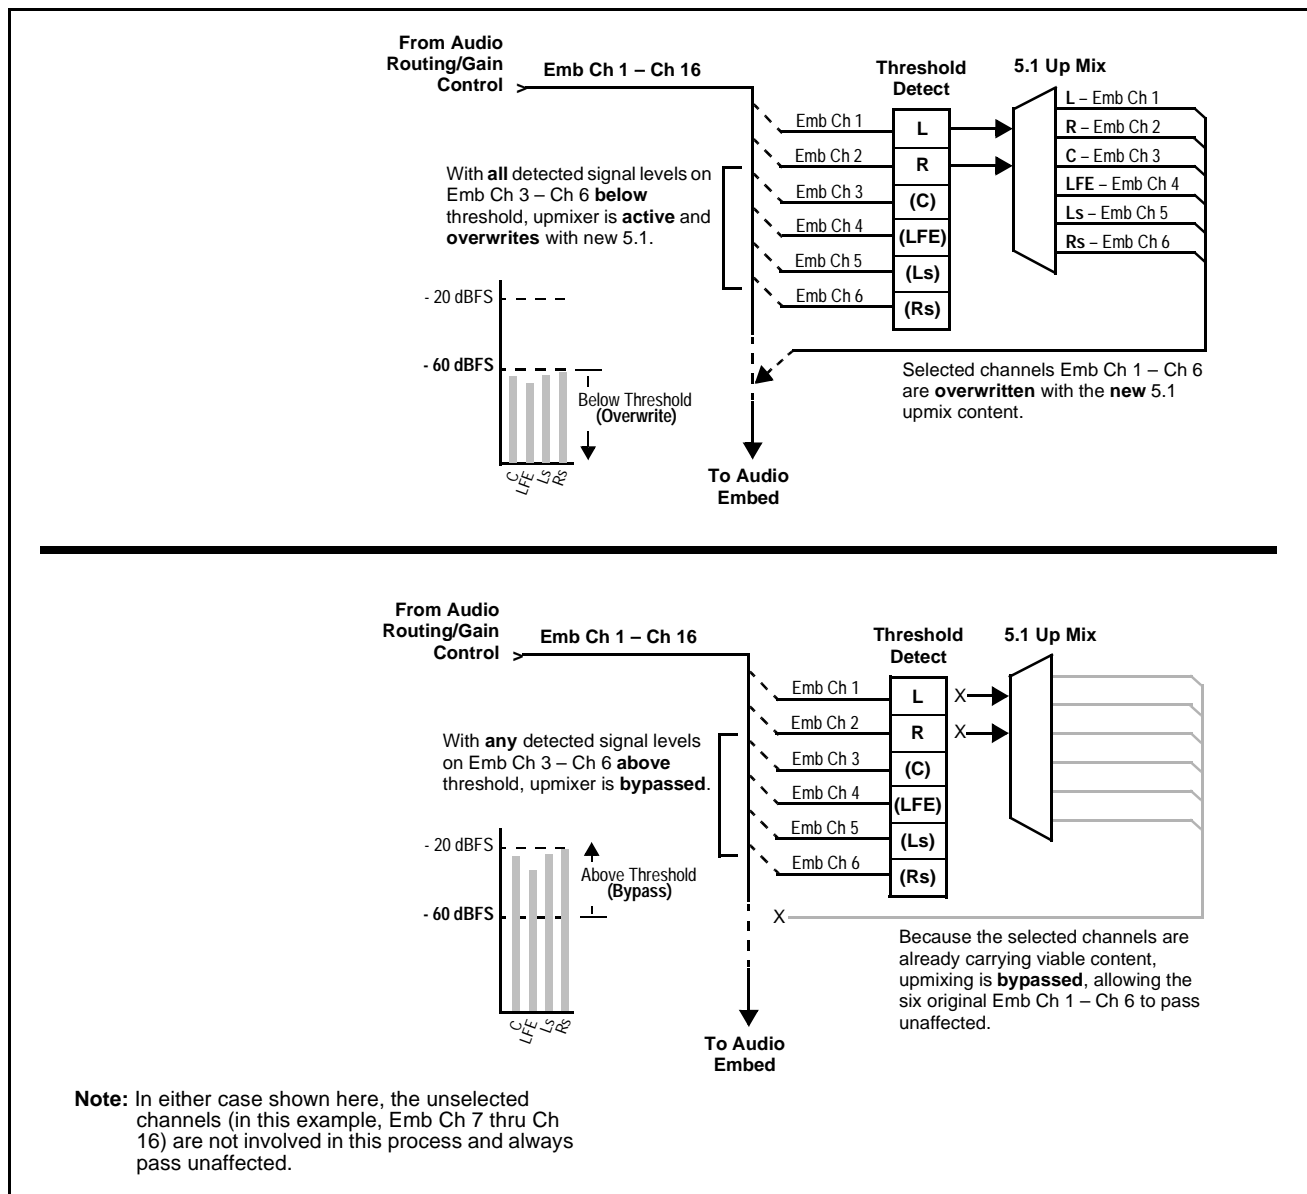 From Audio
Routing/Gain
Control
Emb Ch 1 – Ch 16
Threshold
Detect
5.1 Up Mix
Emb Ch 1
Emb Ch 2
Emb Ch 3
Emb Ch 4
Emb Ch 5
Emb Ch 6
L
R
(C)
(LFE)
(Ls)
(Rs)
L – Emb Ch 1
R – Emb Ch 2
C – Emb Ch 3
LFE – Emb Ch 4
Ls – Emb Ch 5
Rs – Emb Ch 6
With all detected signal levels on
Emb Ch 3 – Ch 6 below
threshold, upmixer is active and
overwrites with new 5.1.
- 20 dBFS
- 60 dBFS
Below Threshold
(Overwrite)
C
LFE
Ls
Rs
Selected channels Emb Ch 1 – Ch 6
are overwritten with the new 5.1
upmix content.
To Audio
Embed
From Audio
Routing/Gain
Control
Emb Ch 1 – Ch 16
Threshold
Detect
5.1 Up Mix
Emb Ch 1
Emb Ch 2
Emb Ch 3
Emb Ch 4
Emb Ch 5
Emb Ch 6
L
R
(C)
(LFE)
(Ls)
(Rs)
X
X
With any detected signal levels
on Emb Ch 3 – Ch 6 above
threshold, upmixer is bypassed.
- 20 dBFS
- 60 dBFS
Above Threshold
(Bypass)
C
LFE
Ls
Rs
X
Because the selected channels are
already carrying viable content,
upmixing is bypassed, allowing the
six original Emb Ch 1 – Ch 6 to pass
unaffected.
To Audio
Embed
Note: In either case shown here, the unselected
channels (in this example, Emb Ch 7 thru Ch
16) are not involved in this process and always
pass unaffected.